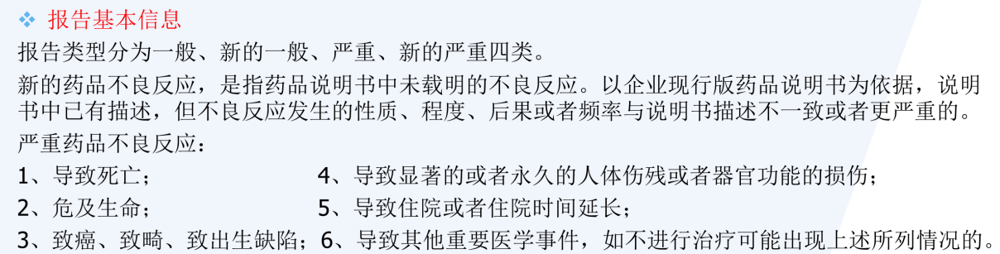 ❖ 报告基本信息
报告类型分为一般、新的一般、严重、新的严重四类。
新的药品不良反应，是指药品说明书中未载明的不良反应。以企业现行版药品说明书为依据，说明
书中已有描述，但不良反应发生的性质、程度、后果或者频率与说明书描述不一致或者更严重的。
严重药品不良反应：
1、导致死亡； 4、导致显著的或者永久的人体伤残或者器官功能的损伤；
2、危及生命； 5、导致住院或者住院时间延长；
3、致癌、致畸、致出生缺陷；6、导致其他重要医学事件，如不进行治疗可能出现上述所列情况的。